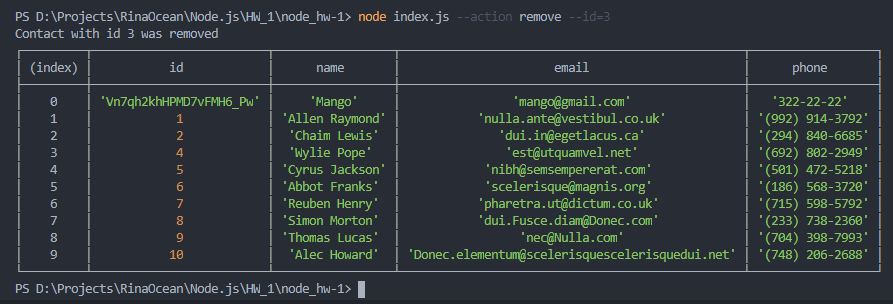 PS D:\Projects\RinaOcean\Node.js\HW_1\node_hw-1> node index.js --action remove --id=3
Contact with id 3 was removed
(index) id name email phone
0 'Vn7qh2khHPMD7vFMH6_Pw' 'Mango' 'mango@gmail.com' '322-22-22'
1 1 'Allen Raymond' 'nulla.ante@vestibul.co.uk' '(992) 914-3792'
2 2 'Chaim Lewis' 'dui.in@egetlacus.ca' '(294) 840-6685'
3 4 'Wylie Pope' 'est@utquamvel.net' '(692) 802-2949'
4 5 'Cyrus Jackson' 'nibh@semsempererat.com' '(501) 472-5218'
5 6 'Abbot Franks' 'scelerisque@magnis.org' '(186) 568-3720'
6 7 'Reuben Henry' 'pharetra.ut@dictum.co.uk' '(715) 598-5792'
7 8 'Simon Morton' 'dui.Fusce.diam@Donec.com' '(233) 738-2360'
8 9 'Thomas Lucas' 'nec@Nulla.com' '(704) 398-7993'
9 10 'Alec Howard' 'Donec.elementum@scelerisquescelerisquedui.net' '(748) 206-2688'
PS D:\Projects\RinaOcean\Node.js\HW_1\node_hw-1>